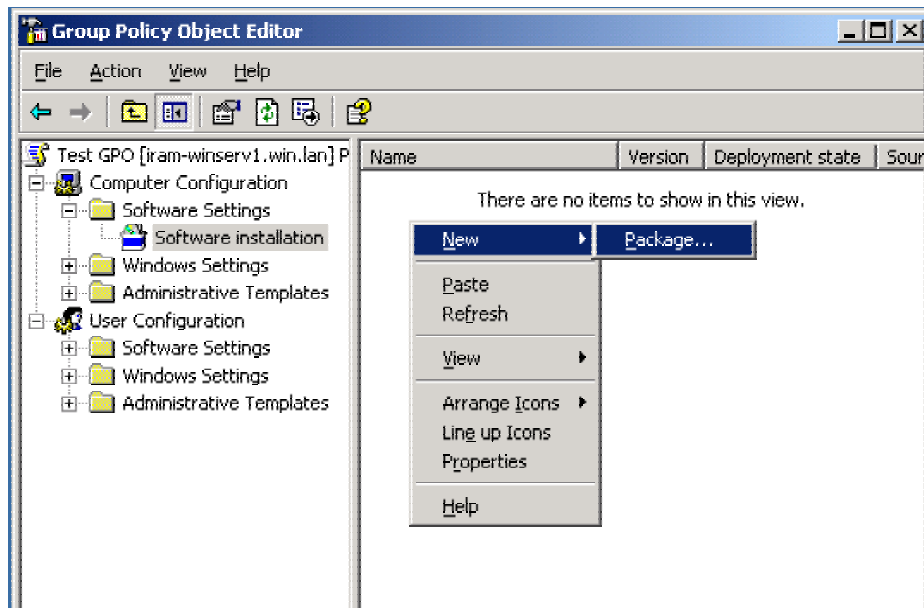 Group Policy Object Editor
File Action View Help
Test GPO [iram-winserv1.win.lan] P
Computer Configuration
Software Settings
Software installation
Windows Settings
Administrative Templates
User Configuration
Software Settings
Windows Settings
Administrative Templates
Name Version Deployment state Sour
There are no items to show in this view.
New Package...
Paste
Refresh
View
Arrange Icons
Line up Icons
Properties
Help